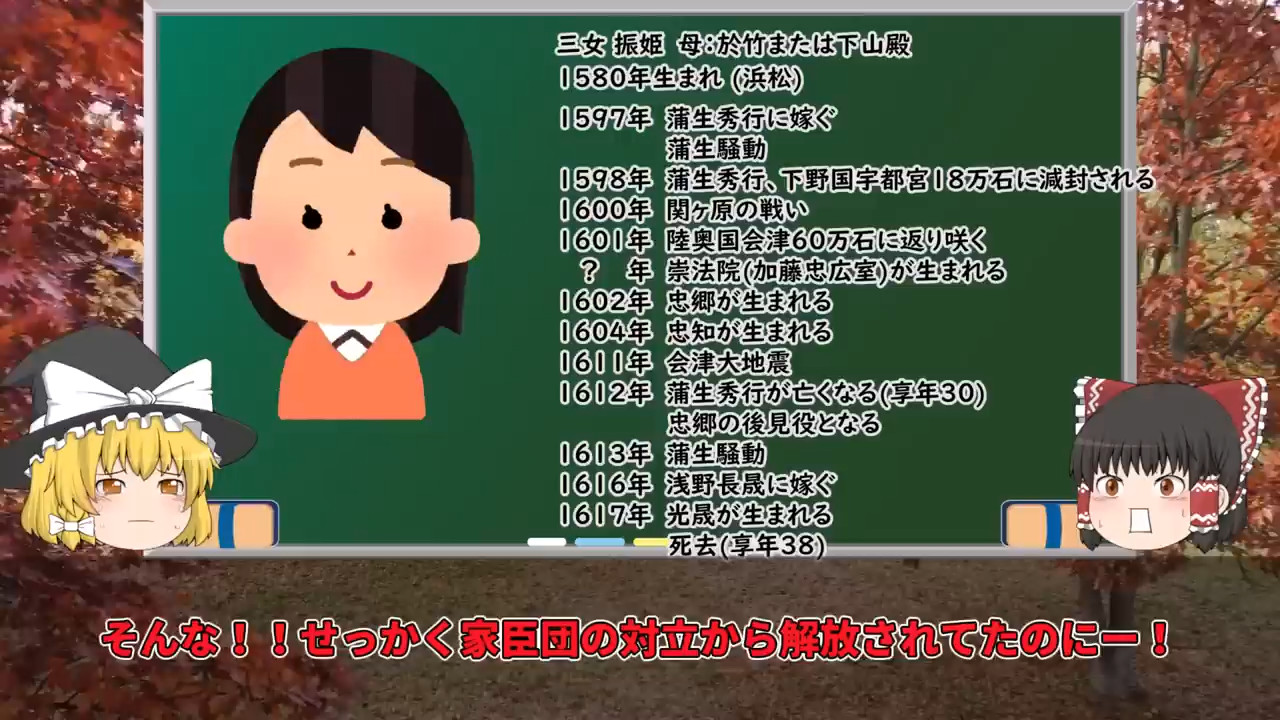 三女 振姫 母:於竹または下山殿
1580年生まれ (浜松)
1597年 蒲生秀行に嫁ぐ
蒲生騒動
1598年 蒲生秀行、下野国宇都宮18万石に減封される
1600年 関ヶ原の戦い
1601年 陸奥国会津60万石に返り咲く
? 年 崇法院(加藤忠広室)が生まれる
1602年 忠郷が生まれる
1604年 忠知が生まれる
1611年 会津大地震
1612年 蒲生秀行が亡くなる(享年30)
忠郷の後見役となる
1613年 蒲生騒動
1616年 浅野長晟に嫁ぐ
1617年 光晟が生まれる
死去(享年38)
そんな!!せっかく家臣団の対立から解放されてたのにー!